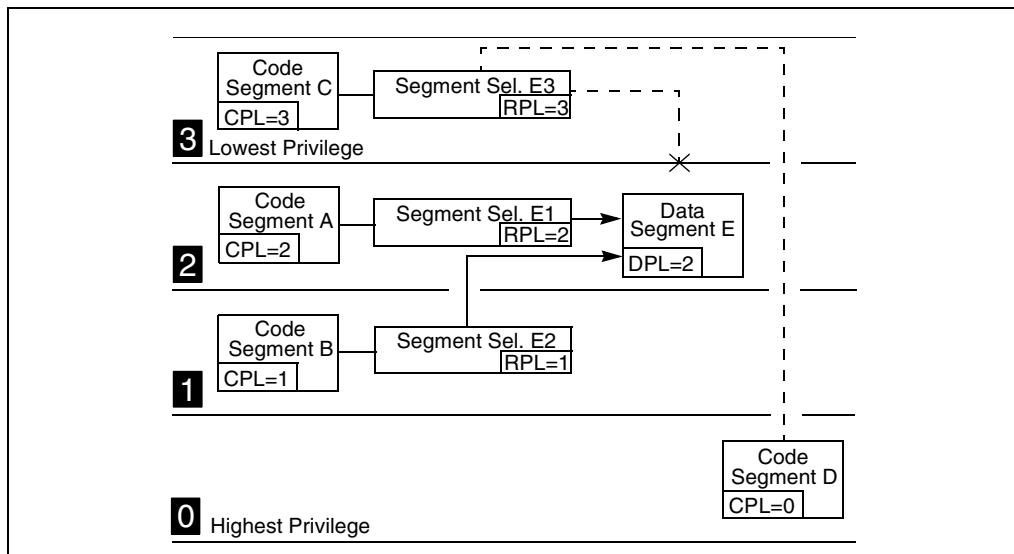 Code
Segment C
CPL=3
Segment Sel. E3
RPL=3
3 Lowest Privilege
Code
Segment A
CPL=2
Segment Sel. E1
RPL=2
Data
Segment E
DPL=2
2
Code
Segment B
CPL=1
Segment Sel. E2
RPL=1
1
Code
Segment D
CPL=0
0 Highest Privilege